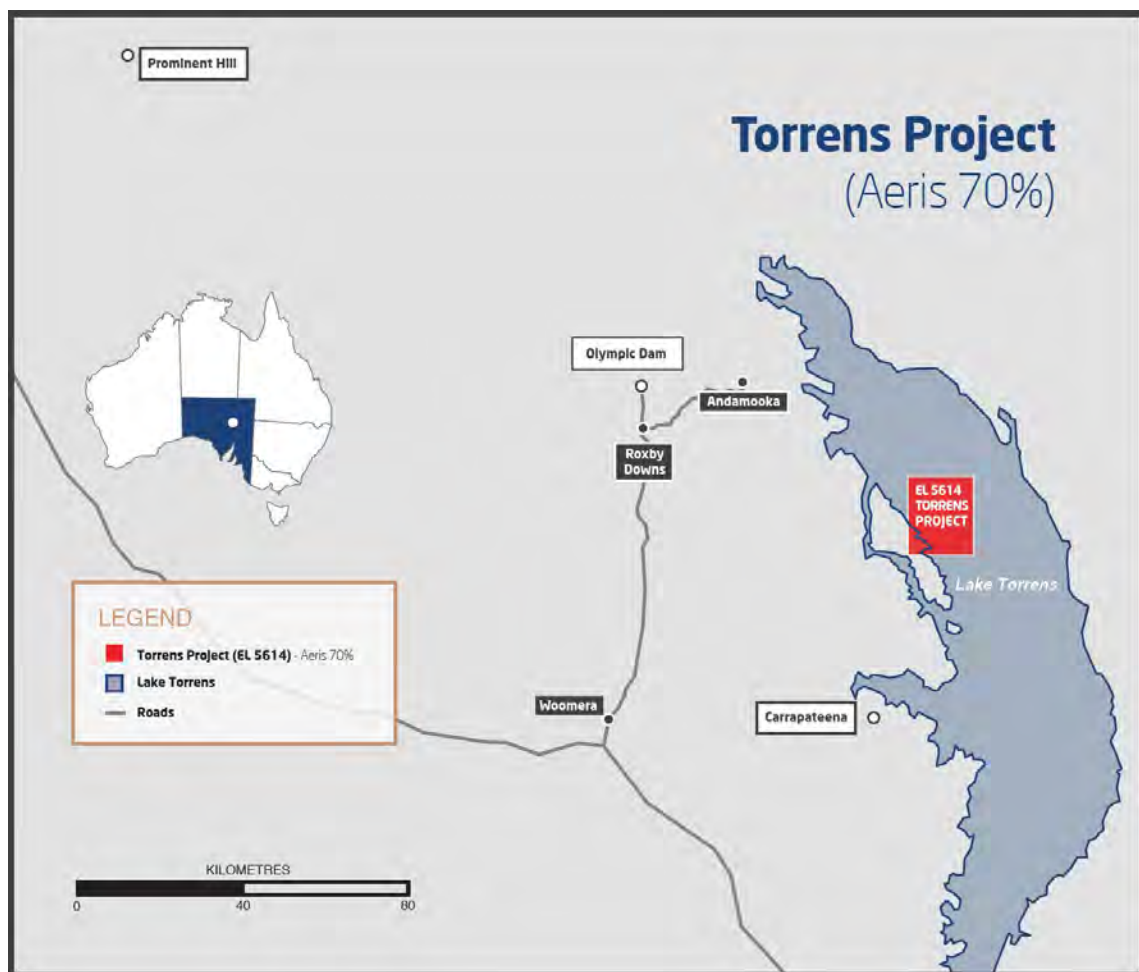 Prominent Hill
Torrens Project
(Aeris 70%)
Olympic Dam
Andamooka
Roxby
Downs
EL 5614
TORRENS
PROJECT
Lake Torrens
LEGEND
Torrens Project (EL 5614) - Aeris 70%
Lake Torrens
Roads
Woomera
Carrapateena
KILOMETRES
0 40 80